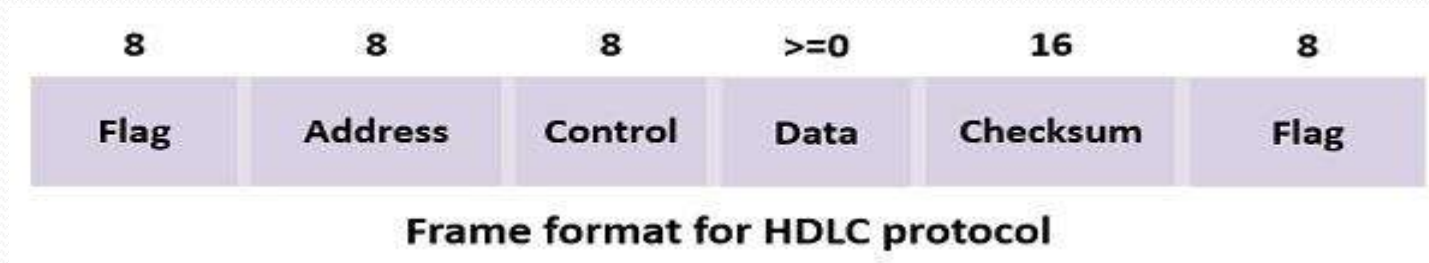 8 8 8 >=0 16 8
Flag Address Control Data Checksum Flag
Frame format for HDLC protocol